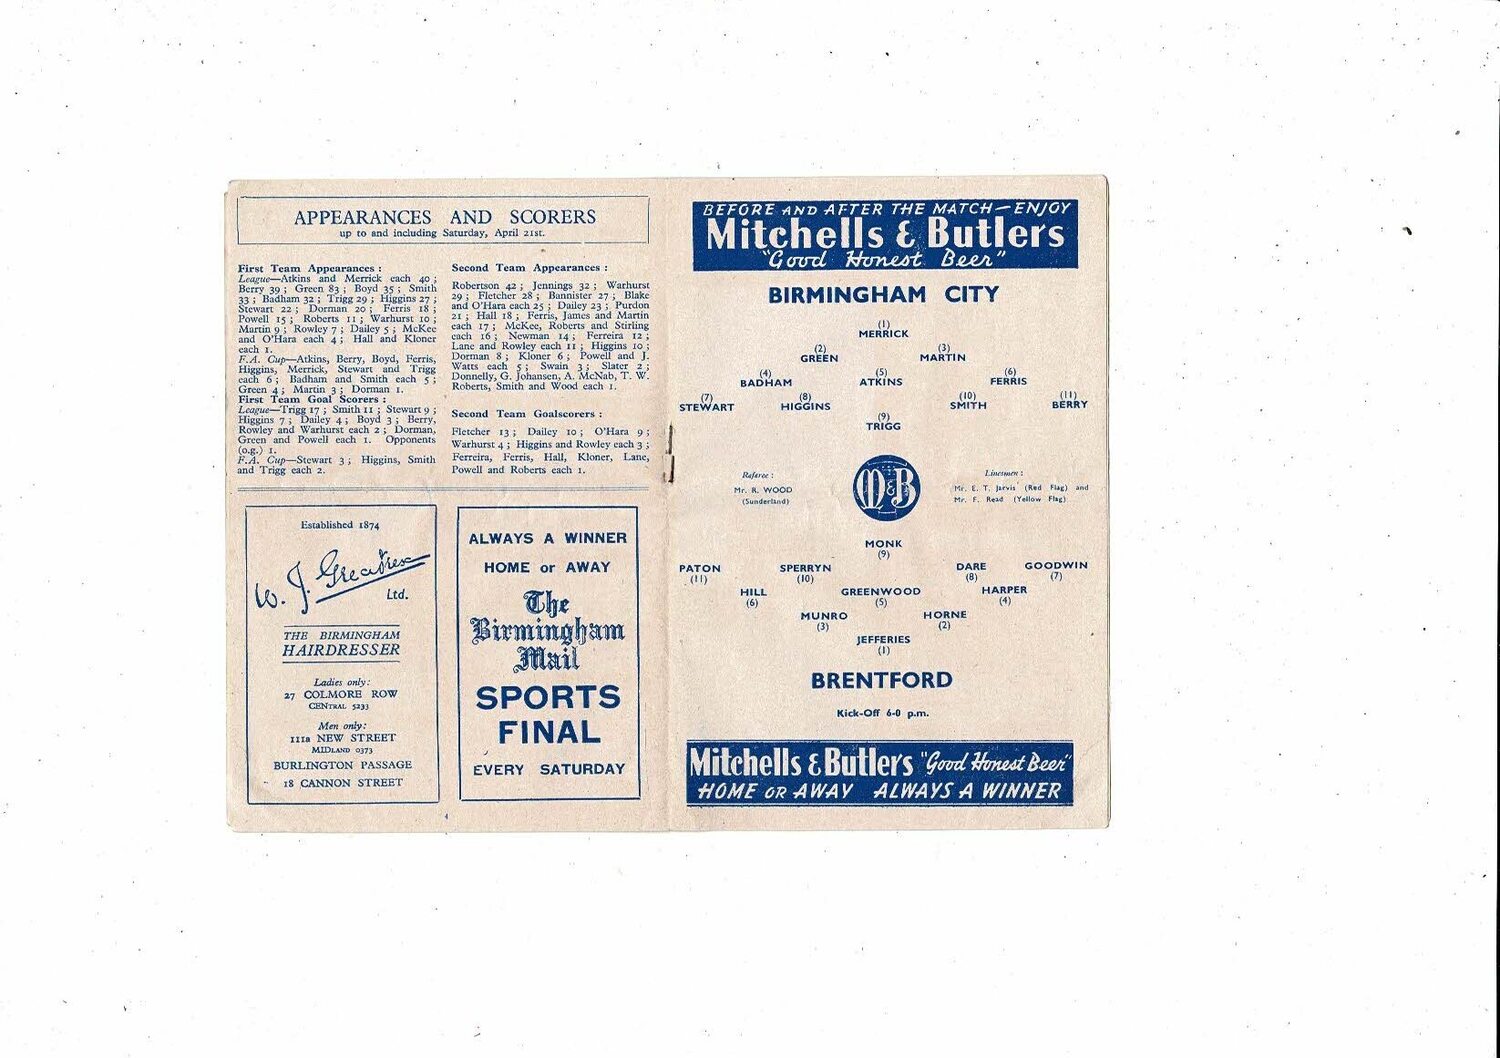 APPEARANCES AND SCORERS
up to and including Saturday, April 21st.
First Team Appearances :
League—Atkins and Merrick each 40 ;
Berry 39 ; Green 83 ; Boyd 35 ; Smith
33 ; Badham 32 ; Trigg 29 ; Higgins 27 ;
Stewart 22 ; Dorman 20 ; Ferris 18 ;
Powell 15 ; Roberts 11 ; Warhurst 10 ;
Martin 9 ; Rowley 7 ; Dailey 5 ; McKee
and O'Hara each 4 ; Hall and Kloner
each 1.
F.A. Cup—Atkins, Berry, Boyd, Ferris,
Higgins, Merrick, Stewart and Trigg
each 6 ; Badham and Smith each 5 ;
Green 4 ; Martin 3 ; Dorman 1.
First Team Goal Scorers :
League—Trigg 17 ; Smith 11 ; Stewart 9 ;
Higgins 7 ; Dailey 4 ; Boyd 3 ; Berry,
Rowley and Warhurst each 2 ; Dorman,
Green and Powell each 1. Opponents
(o.g.) 1.
F.A. Cup—Stewart 3 ; Higgins, Smith
and Trigg each 2.
Second Team Appearances :
Robertson 42 ; Jennings 32 ; Warhurst
29 ; Fletcher 28 ; Bannister 27 ; Blake
and O'Hara each 25 ; Dailey 23 ; Purdon
21 ; Hall 18 ; Ferris, James and Martin
each 17 ; McKee, Roberts and Stirling
each 16 ; Newman 14 ; Ferreira 12 ;
Lane and Rowley each 11 ; Higgins 10 ;
Dorman 8 ; Kloner 6 ; Powell and J.
Watts each 5 ; Swain 3 ; Slater 2 ;
Donnelly, G. Johansen, A. McNab, T. W.
Roberts, Smith and Wood each 1.
Second Team Goalscorers :
Fletcher 13 ; Dailey 10 ; O'Hara 9 ;
Warhurst 4 ; Higgins and Rowley each 3 ;
Ferreira, Ferris, Hall, Kloner, Lane,
Powell and Roberts each 1.
Established 1874
W. J. Greatrex
Ltd.
THE BIRMINGHAM
HAIRDRESSER
Ladies only:
27 COLMORE ROW
CENTRAL 5233
Men only:
111a NEW STREET
MIDLAND 0373
BURLINGTON PASSAGE
18 CANNON STREET
ALWAYS A WINNER
HOME or AWAY
The
Birmingham
Mail
SPORTS
FINAL
EVERY SATURDAY
4
BEFORE AND AFTER THE MATCH—ENJOY
Mitchells & Butlers
"Good Honest Beer"
BIRMINGHAM CITY
(1)
MERRICK
(2) (3)
GREEN MARTIN
(4) (5) (6)
BADHAM ATKINS FERRIS
(7) (8) (10) (11)
STEWART HIGGINS SMITH BERRY
(9)
TRIGG
Referee :
Mr. R. WOOD
(Sunderland)
M&B
Linesmen :
Mr. E. T. Jarvis (Red Flag) and
Mr. F. Read (Yellow Flag)
MONK
(9)
PATON SPERRYN DARE GOODWIN
(11) (10) (8) (7)
HILL GREENWOOD HARPER
(6) (5) (4)
MUNRO HORNE
(3) (2)
JEFFERIES
(1)
BRENTFORD
Kick-Off 6-0 p.m.
Mitchells & Butlers "Good Honest Beer"
HOME OR AWAY ALWAYS A WINNER